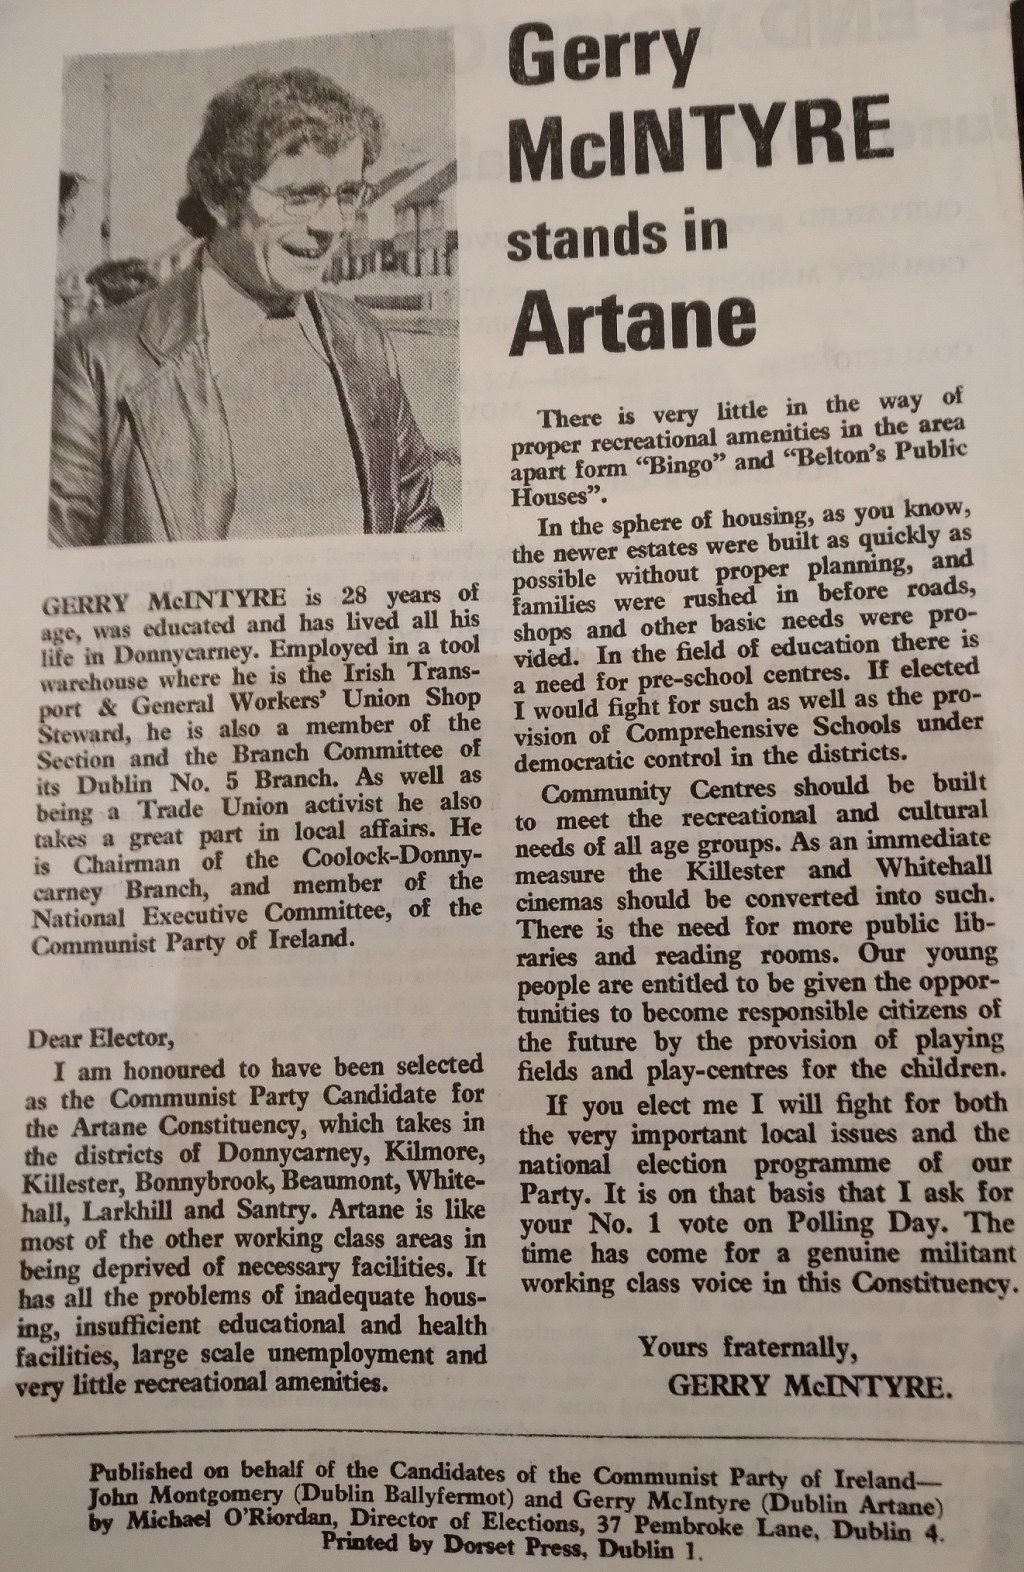 Gerry
McINTYRE
stands in
Artane
GERRY McINTYRE is 28 years of
age, was educated and has lived all his
life in Donnycarney. Employed in a tool
warehouse where he is the Irish Trans-
port & General Workers' Union Shop
Steward, he is also a member of the
Section and the Branch Committee of
its Dublin No. 5 Branch. As well as
being a Trade Union activist he also
takes a great part in local affairs. He
is Chairman of the Coolock-Donny-
carney Branch, and member of the
National Executive Committee, of the
Communist Party of Ireland.
Dear Elector,
I am honoured to have been selected
as the Communist Party Candidate for
the Artane Constituency, which takes in
the districts of Donnycarney, Kilmore,
Killester, Bonnybrook, Beaumont, White-
hall, Larkhill and Santry. Artane is like
most of the other working class areas in
being deprived of necessary facilities. It
has all the problems of inadequate hous-
ing, insufficient educational and health
facilities, large scale unemployment and
very little recreational amenities.
There is very little in the way of
proper recreational amenities in the area
apart form "Bingo" and "Belton's Public
Houses".
In the sphere of housing, as you know,
the newer estates were built as quickly as
possible without proper planning, and
families were rushed in before roads,
shops and other basic needs were pro-
vided. In the field of education there is
a need for pre-school centres. If elected
I would fight for such as well as the pro-
vision of Comprehensive Schools under
democratic control in the districts.
Community Centres should be built
to meet the recreational and cultural
needs of all age groups. As an immediate
measure the Killester and Whitehall
cinemas should be converted into such.
There is the need for more public lib-
raries and reading rooms. Our young
people are entitled to be given the oppor-
tunities to become responsible citizens of
the future by the provision of playing
fields and play-centres for the children.
If you elect me I will fight for both
the very important local issues and the
national election programme of our
Party. It is on that basis that I ask for
your No. 1 vote on Polling Day. The
time has come for a genuine militant
working class voice in this Constituency.
Yours fraternally,
GERRY McINTYRE.
Published on behalf of the Candidates of the Communist Party of Ireland—
John Montgomery (Dublin Ballyfermot) and Gerry McIntyre (Dublin Artane)
by Michael O'Riordan, Director of Elections, 37 Pembroke Lane, Dublin 4.
Printed by Dorset Press, Dublin 1.